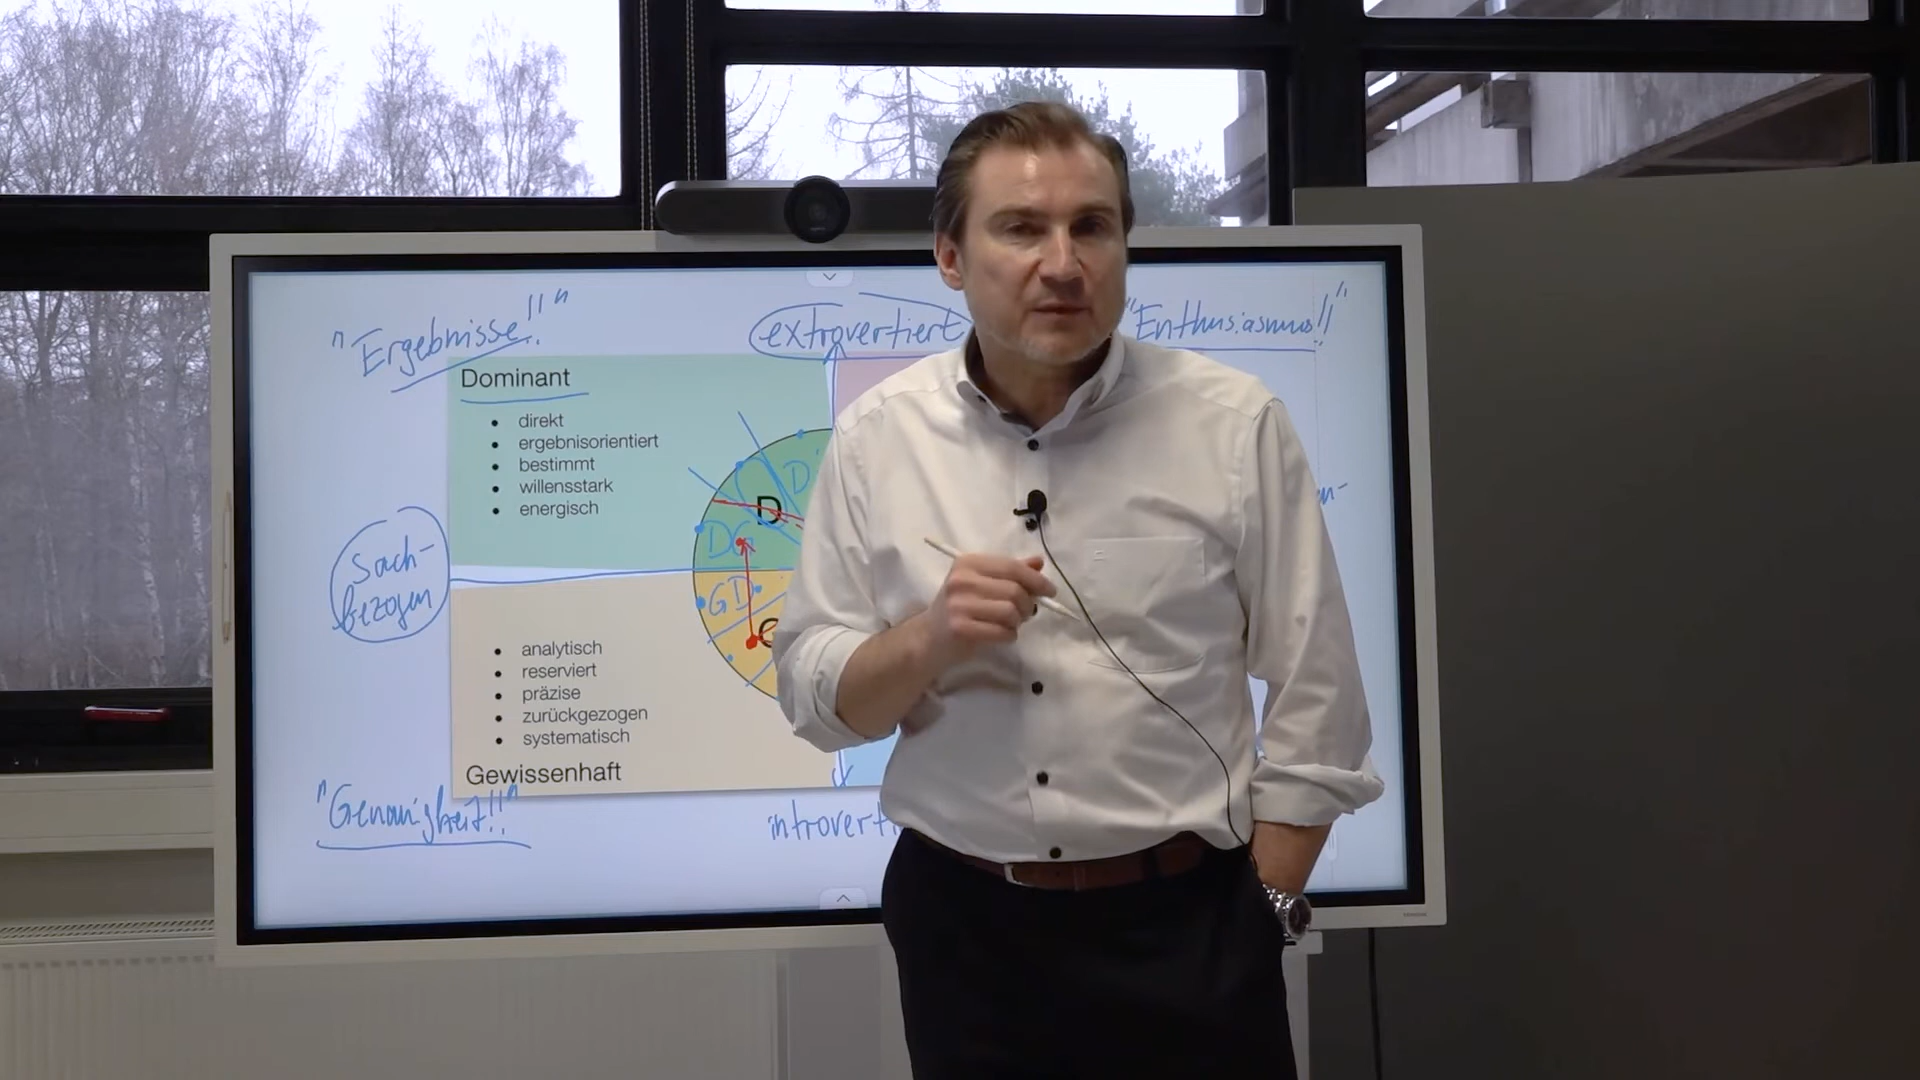 "Ergebnisse!!"
extrovertiert
"Enthusiasmus!!"
Dominant
direkt
ergebnisorientiert
bestimmt
willensstark
energisch
D
DG
GD
Sach-
bezogen
analytisch
reserviert
präzise
zurückgezogen
systematisch
Gewissenhaft
"Genauigkeit!!"
introverti